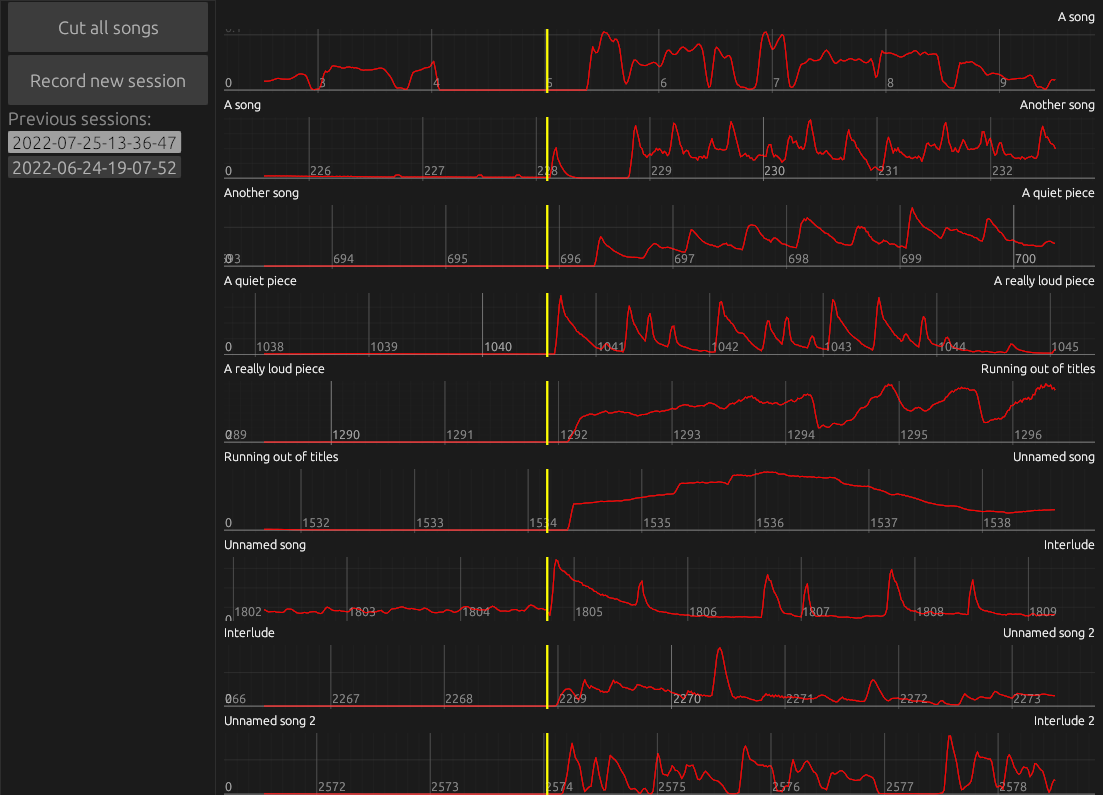 Cut all songs
Record new session
Previous sessions:
2022-07-25-13-36-47
2022-06-24-19-07-52
A song
0.1
0 3 4 5 6 7 8 9
A song Another song
0 226 227 228 229 230 231 232
Another song A quiet piece
0 694 695 696 697 698 699 700
A quiet piece A really loud piece
0 1038 1039 1040 1041 1042 1043 1044 1045
A really loud piece Running out of titles
0 1290 1291 1292 1293 1294 1295 1296
Running out of titles Unnamed song
0 1532 1533 1534 1535 1536 1537 1538
Unnamed song Interlude
0 1802 1803 1804 1805 1806 1807 1808 1809
Interlude Unnamed song 2
0 2267 2268 2269 2270 2271 2272 2273
Unnamed song 2 Interlude 2
0 2572 2573 2574 2575 2576 2577 2578